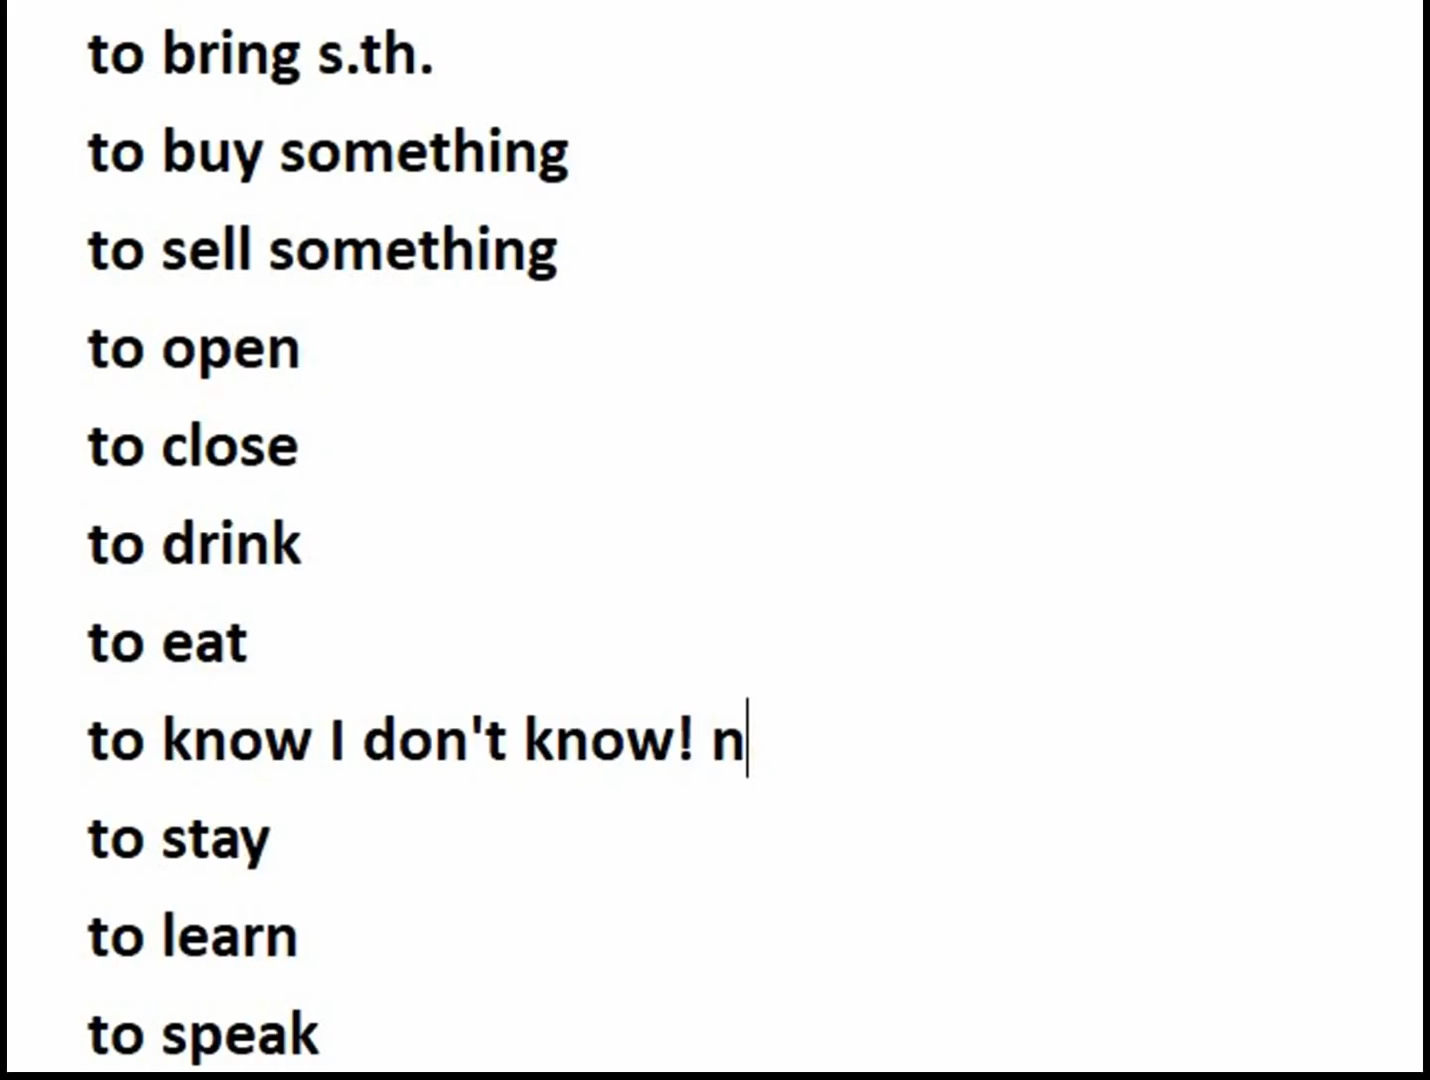 to bring s.th.
to buy something
to sell something
to open
to close
to drink
to eat
to know I don't know! n
to stay
to learn
to speak